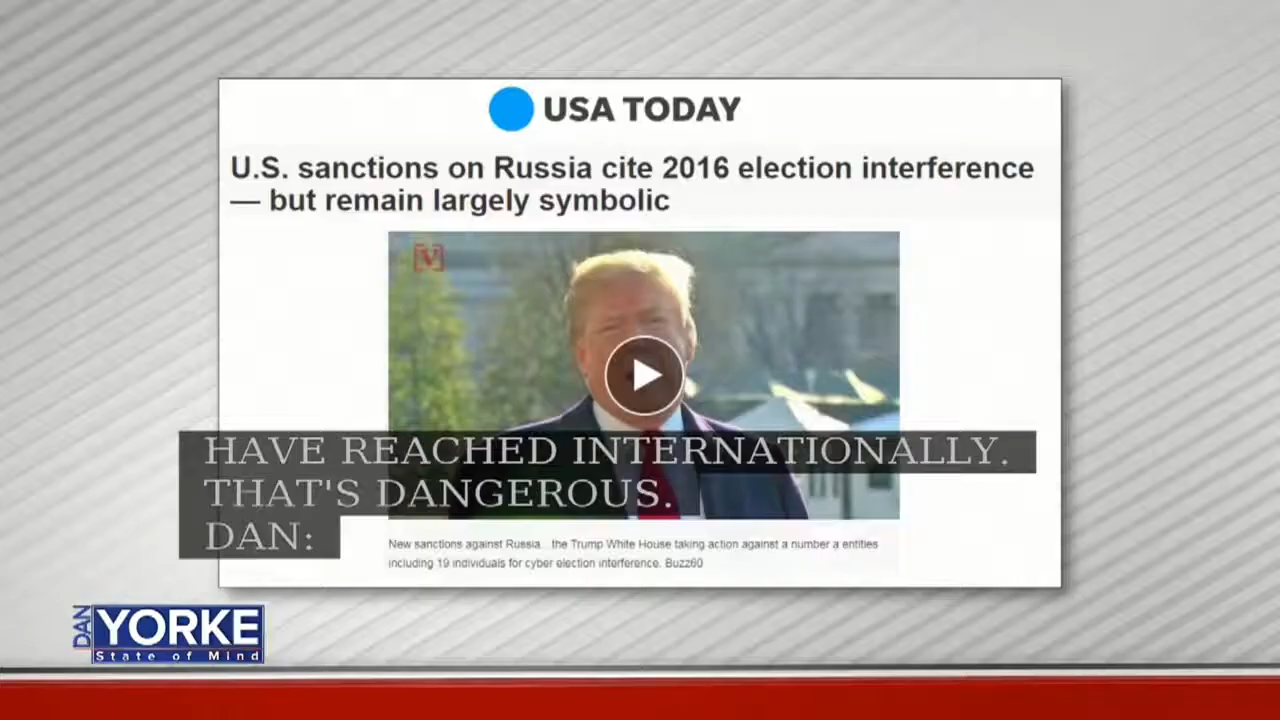 USA TODAY
U.S. sanctions on Russia cite 2016 election interference
— but remain largely symbolic
[V]
HAVE REACHED INTERNATIONALLY.
THAT'S DANGEROUS.
DAN:
New sanctions against Russia...the Trump White House taking action against a number a entities
including 19 individuals for cyber election interference. Buzz60
DAN
YORKE
State of Mind